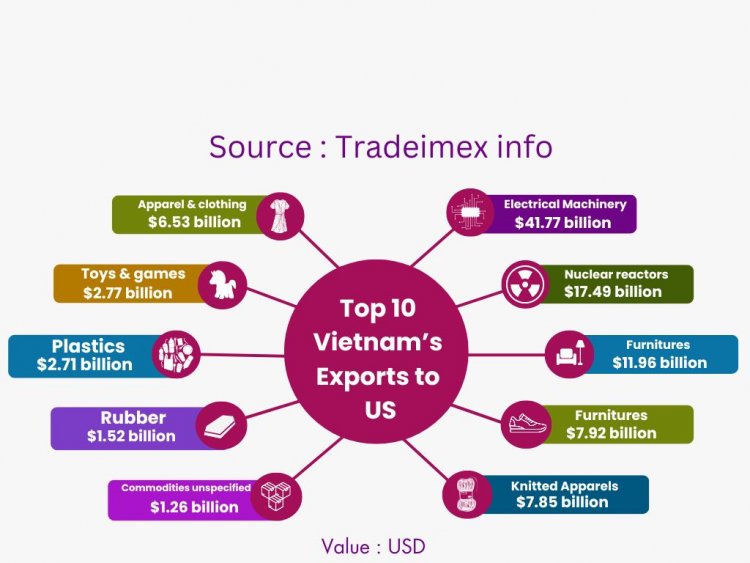 Source : Tradeimex info
Apparel & clothing
$6.53 billion
Electrical Machinery
$41.77 billion
Toys & games
$2.77 billion
Nuclear reactors
$17.49 billion
Top 10
Vietnam's
Exports to
US
Plastics
$2.71 billion
Furnitures
$11.96 billion
Rubber
$1.52 billion
Furnitures
$7.92 billion
Commodities unspecified
$1.26 billion
Knitted Apparels
$7.85 billion
Value : USD